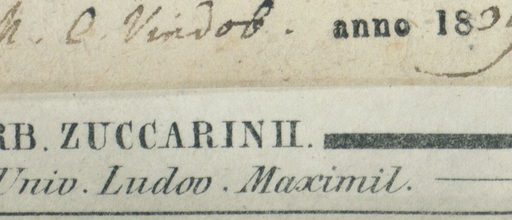 C. Vindob. anno 18
RB. ZUCCARINII.
Univ. Ludov. Maximil.